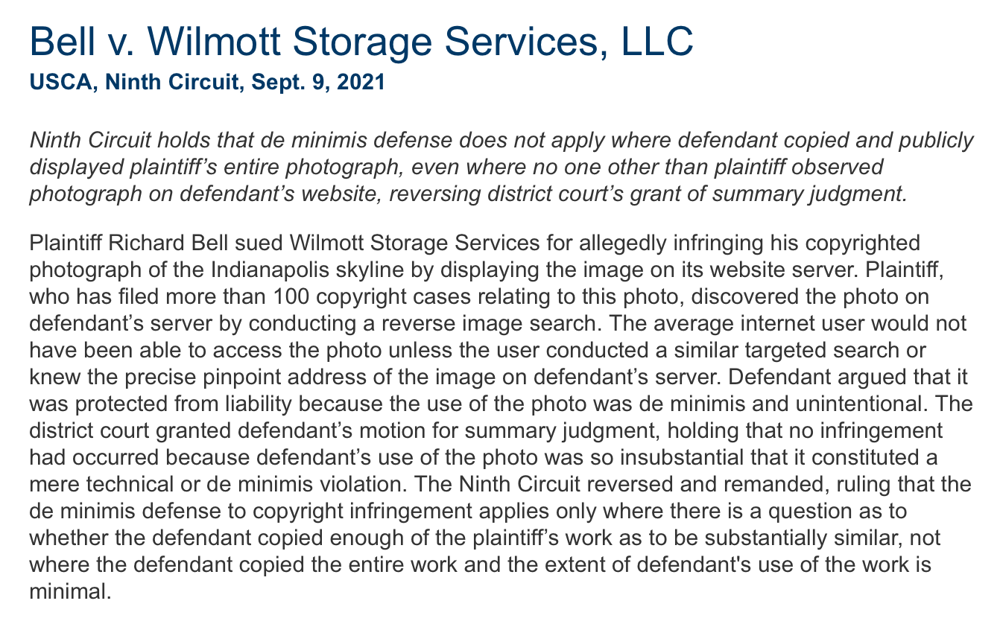 Bell v. Wilmott Storage Services, LLC
USCA, Ninth Circuit, Sept. 9, 2021
Ninth Circuit holds that de minimis defense does not apply where defendant copied and publicly
displayed plaintiff’s entire photograph, even where no one other than plaintiff observed
photograph on defendant’s website, reversing district court’s grant of summary judgment.
Plaintiff Richard Bell sued Wilmott Storage Services for allegedly infringing his copyrighted
photograph of the Indianapolis skyline by displaying the image on its website server. Plaintiff,
who has filed more than 100 copyright cases relating to this photo, discovered the photo on
defendant’s server by conducting a reverse image search. The average internet user would not
have been able to access the photo unless the user conducted a similar targeted search or
knew the precise pinpoint address of the image on defendant’s server. Defendant argued that it
was protected from liability because the use of the photo was de minimis and unintentional. The
district court granted defendant’s motion for summary judgment, holding that no infringement
had occurred because defendant’s use of the photo was so insubstantial that it constituted a
mere technical or de minimis violation. The Ninth Circuit reversed and remanded, ruling that the
de minimis defense to copyright infringement applies only where there is a question as to
whether the defendant copied enough of the plaintiff’s work as to be substantially similar, not
where the defendant copied the entire work and the extent of defendant's use of the work is
minimal.